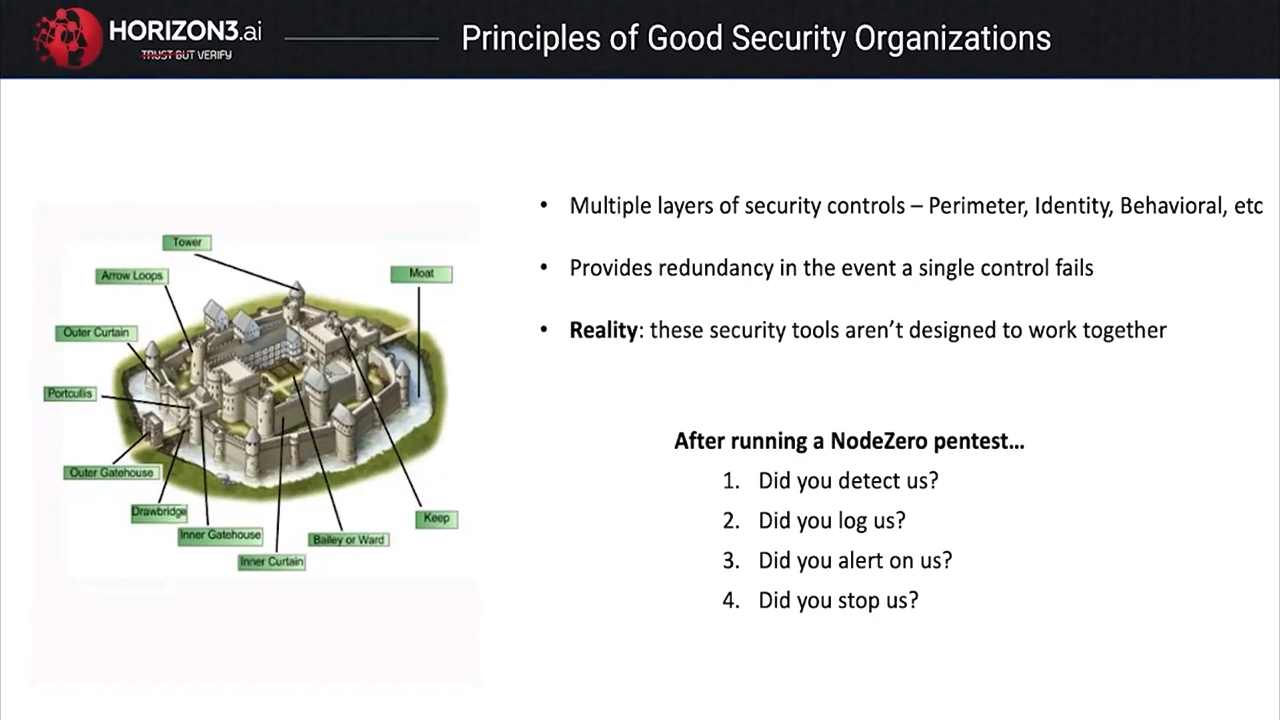 HORIZON3.ai
TRUST BUT VERIFY
Principles of Good Security Organizations
Tower
Arrow Loops
Moat
Outer Curtain
Portcullis
Outer Gatehouse
Drawbridge
Inner Gatehouse
Inner Curtain
Bailey or Ward
Keep
• Multiple layers of security controls – Perimeter, Identity, Behavioral, etc
• Provides redundancy in the event a single control fails
• Reality: these security tools aren’t designed to work together
After running a NodeZero pentest…
1. Did you detect us?
2. Did you log us?
3. Did you alert on us?
4. Did you stop us?